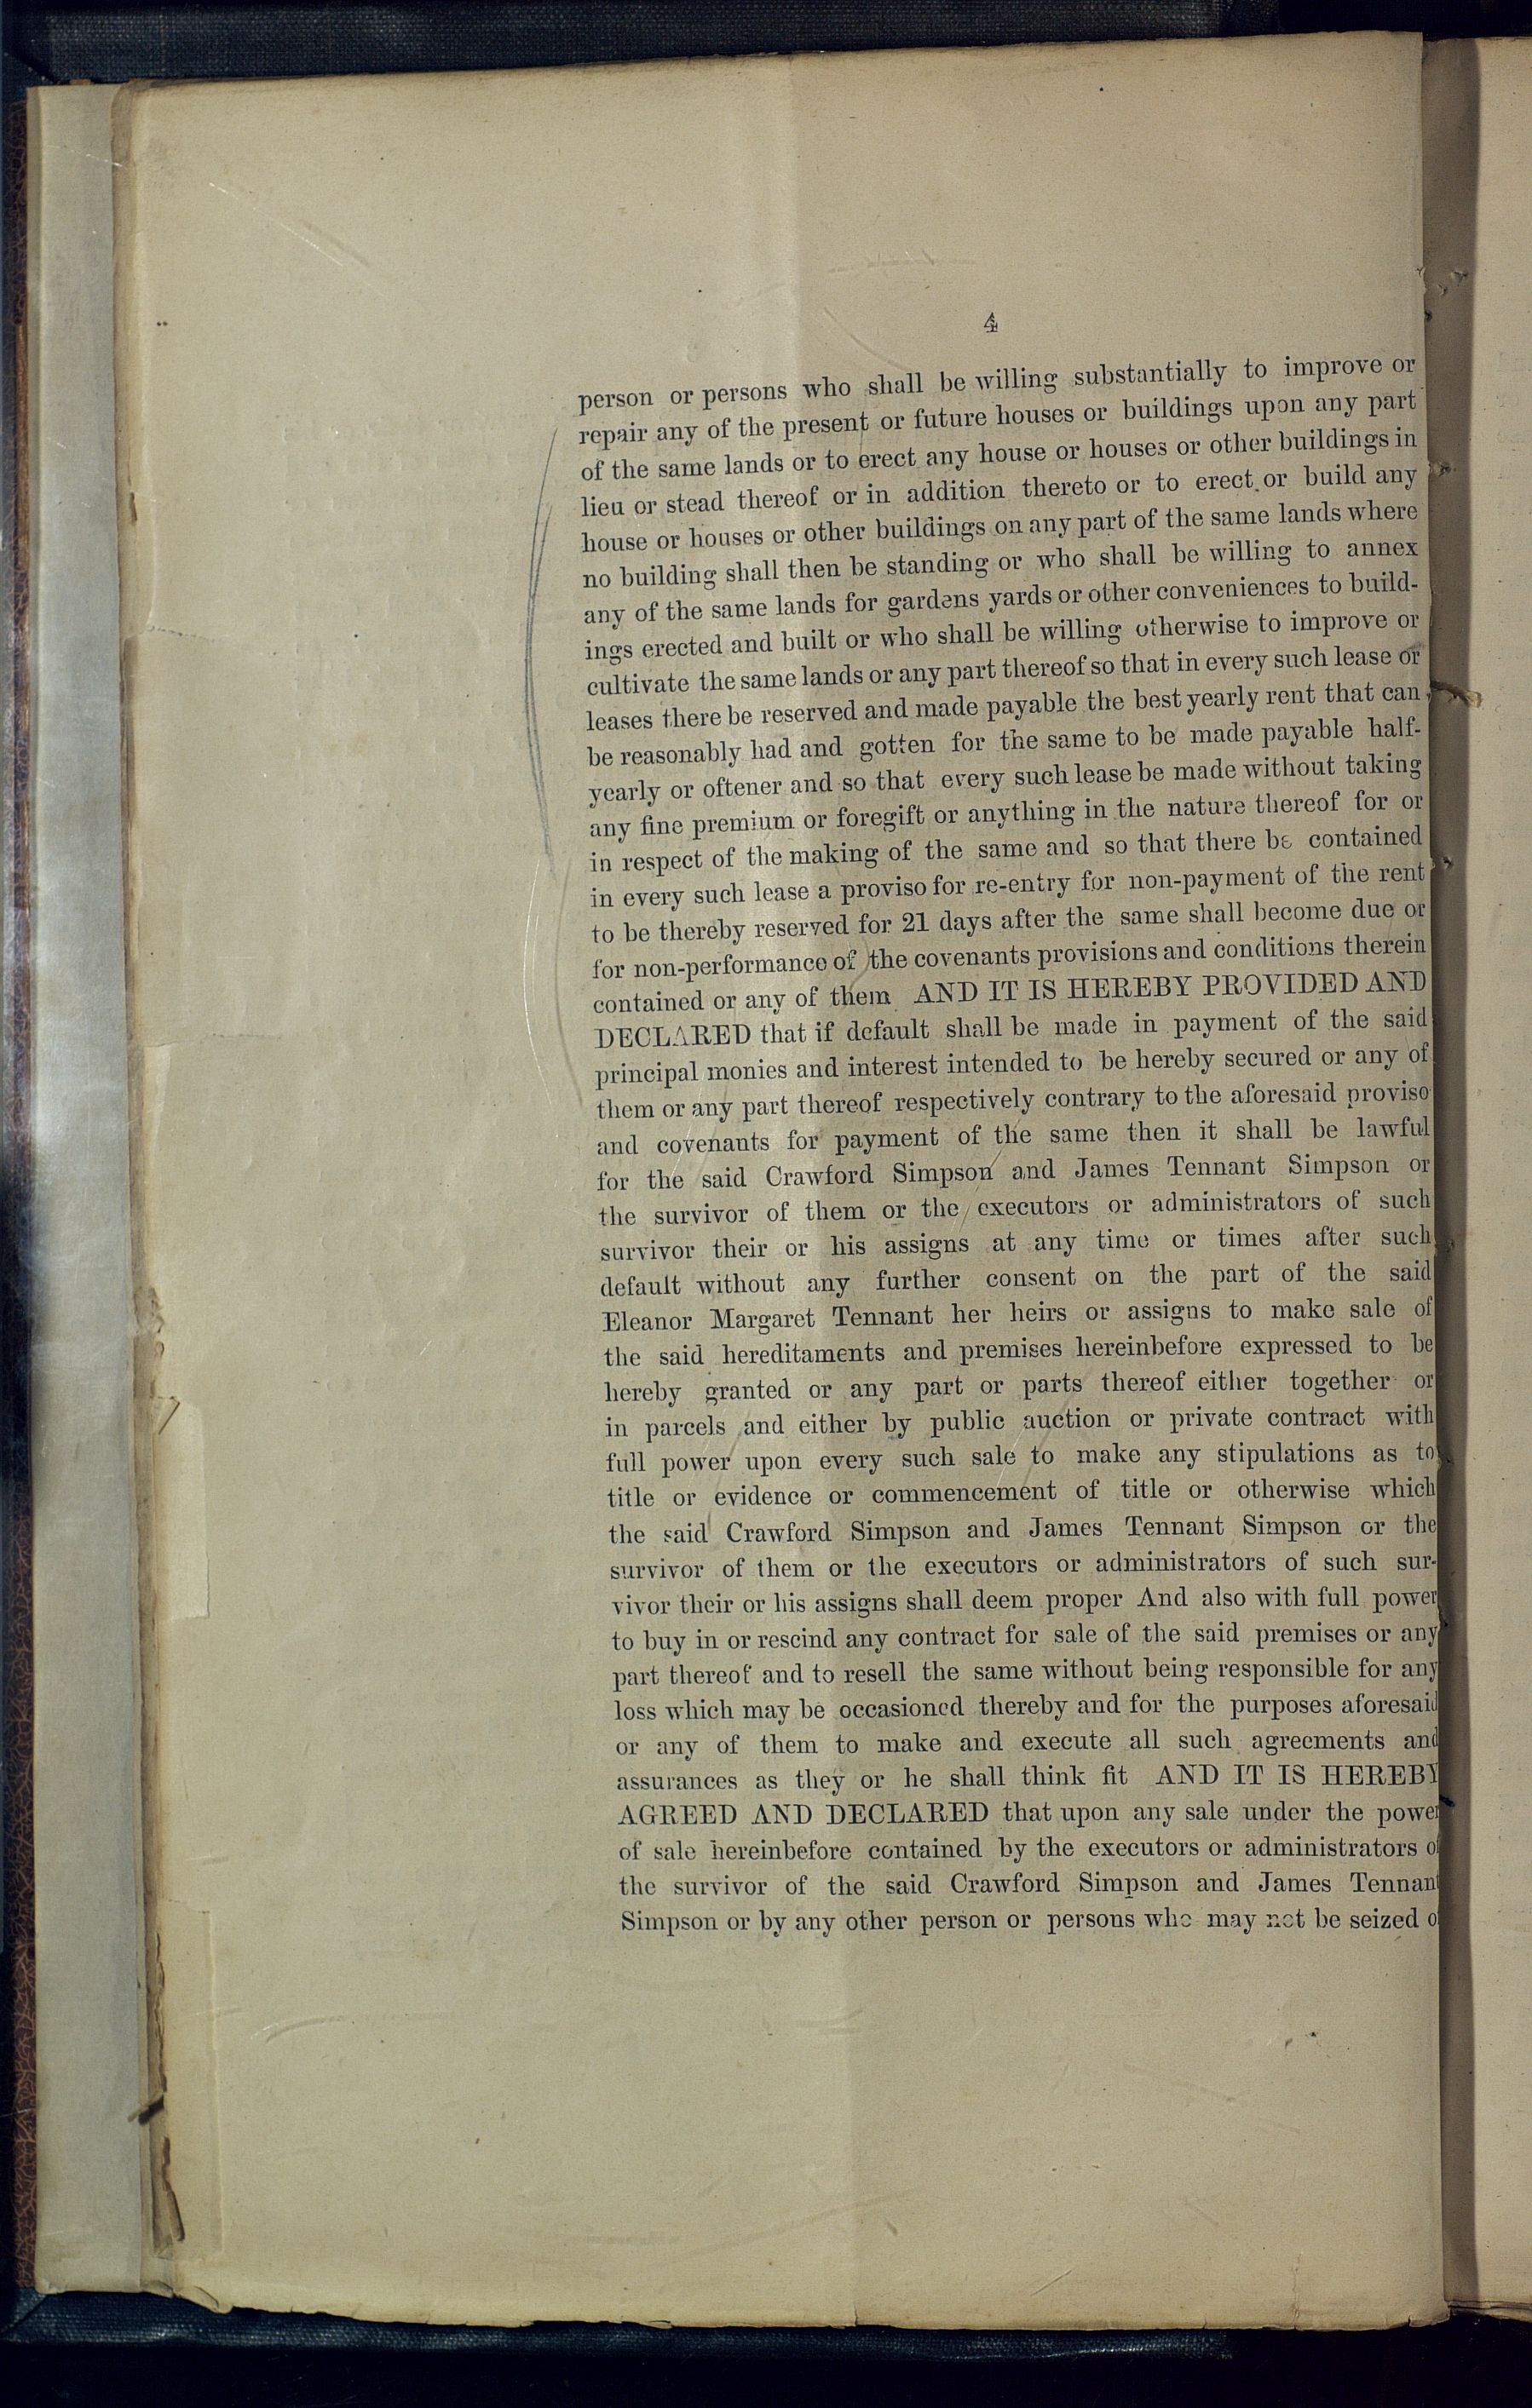 4
person or persons who shall be willing substantially to improve or
repair any of the present or future houses or buildings upon any part
of the same lands or to erect any house or houses or other buildings in
lieu or stead thereof or in addition thereto or to erect or build any
house or houses or other buildings on any part of the same lands where
no building shall then be standing or who shall be willing to annex
any of the same lands for gardens yards or other conveniences to build-
ings erected and built or who shall be willing otherwise to improve or
cultivate the same lands or any part thereof so that in every such lease or
leases there be reserved and made payable the best yearly rent that can
be reasonably had and gotten for the same to be made payable half-
yearly or oftener and so that every such lease be made without taking
any fine premium or foregift or anything in the nature thereof for or
in respect of the making of the same and so that there be contained
in every such lease a proviso for re-entry for non-payment of the rent
to be thereby reserved for 21 days after the same shall become due or
for non-performance of the covenants provisions and conditions therein
contained or any of them AND IT IS HEREBY PROVIDED AND
DECLARED that if default shall be made in payment of the said
principal monies and interest intended to be hereby secured or any of
them or any part thereof respectively contrary to the aforesaid proviso
and covenants for payment of the same then it shall be lawful
for the said Crawford Simpson and James Tennant Simpson or
the survivor of them or the executors or administrators of such
survivor their or his assigns at any time or times after such
default without any further consent on the part of the said
Eleanor Margaret Tennant her heirs or assigns to make sale of
the said hereditaments and premises hereinbefore expressed to be
hereby granted or any part or parts thereof either together or
in parcels and either by public auction or private contract with
full power upon every such sale to make any stipulations as to
title or evidence or commencement of title or otherwise which
the said Crawford Simpson and James Tennant Simpson or the
survivor of them or the executors or administrators of such sur-
vivor their or his assigns shall deem proper And also with full power
to buy in or rescind any contract for sale of the said premises or any
part thereof and to resell the same without being responsible for any
loss which may be occasioned thereby and for the purposes aforesaid
or any of them to make and execute all such agreements and
assurances as they or he shall think fit AND IT IS HEREBY
AGREED AND DECLARED that upon any sale under the power
of sale hereinbefore contained by the executors or administrators o
the survivor of the said Crawford Simpson and James Tennant
Simpson or by any other person or persons who may not be seized o